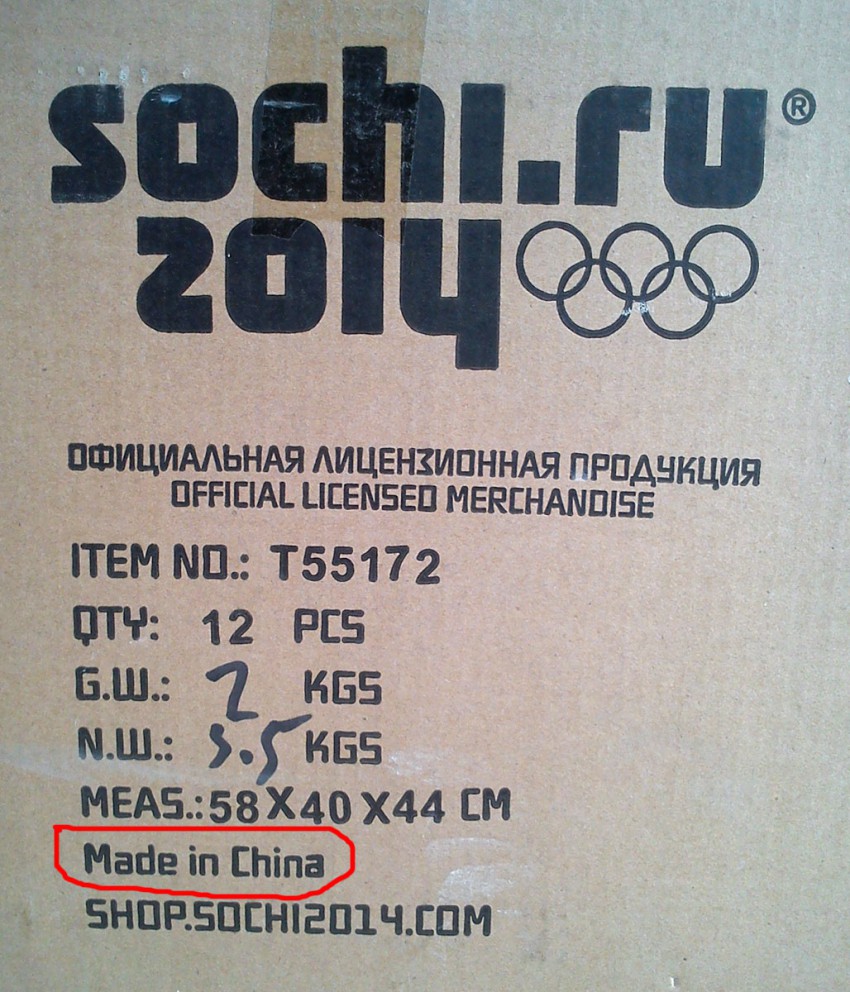 sochi.ru®
2014
ОФИЦИАЛЬНАЯ ЛИЦЕНЗИОННАЯ ПРОДУКЦИЯ
OFFICIAL LICENSED MERCHANDISE
ITEM NO.: T55172
QTY: 12 PCS
G.W.: 7 KGS
N.W.: 5.5 KGS
MEAS.: 58 X 40 X 44 CM
Made in China
SHOP.SOCHI2014.COM